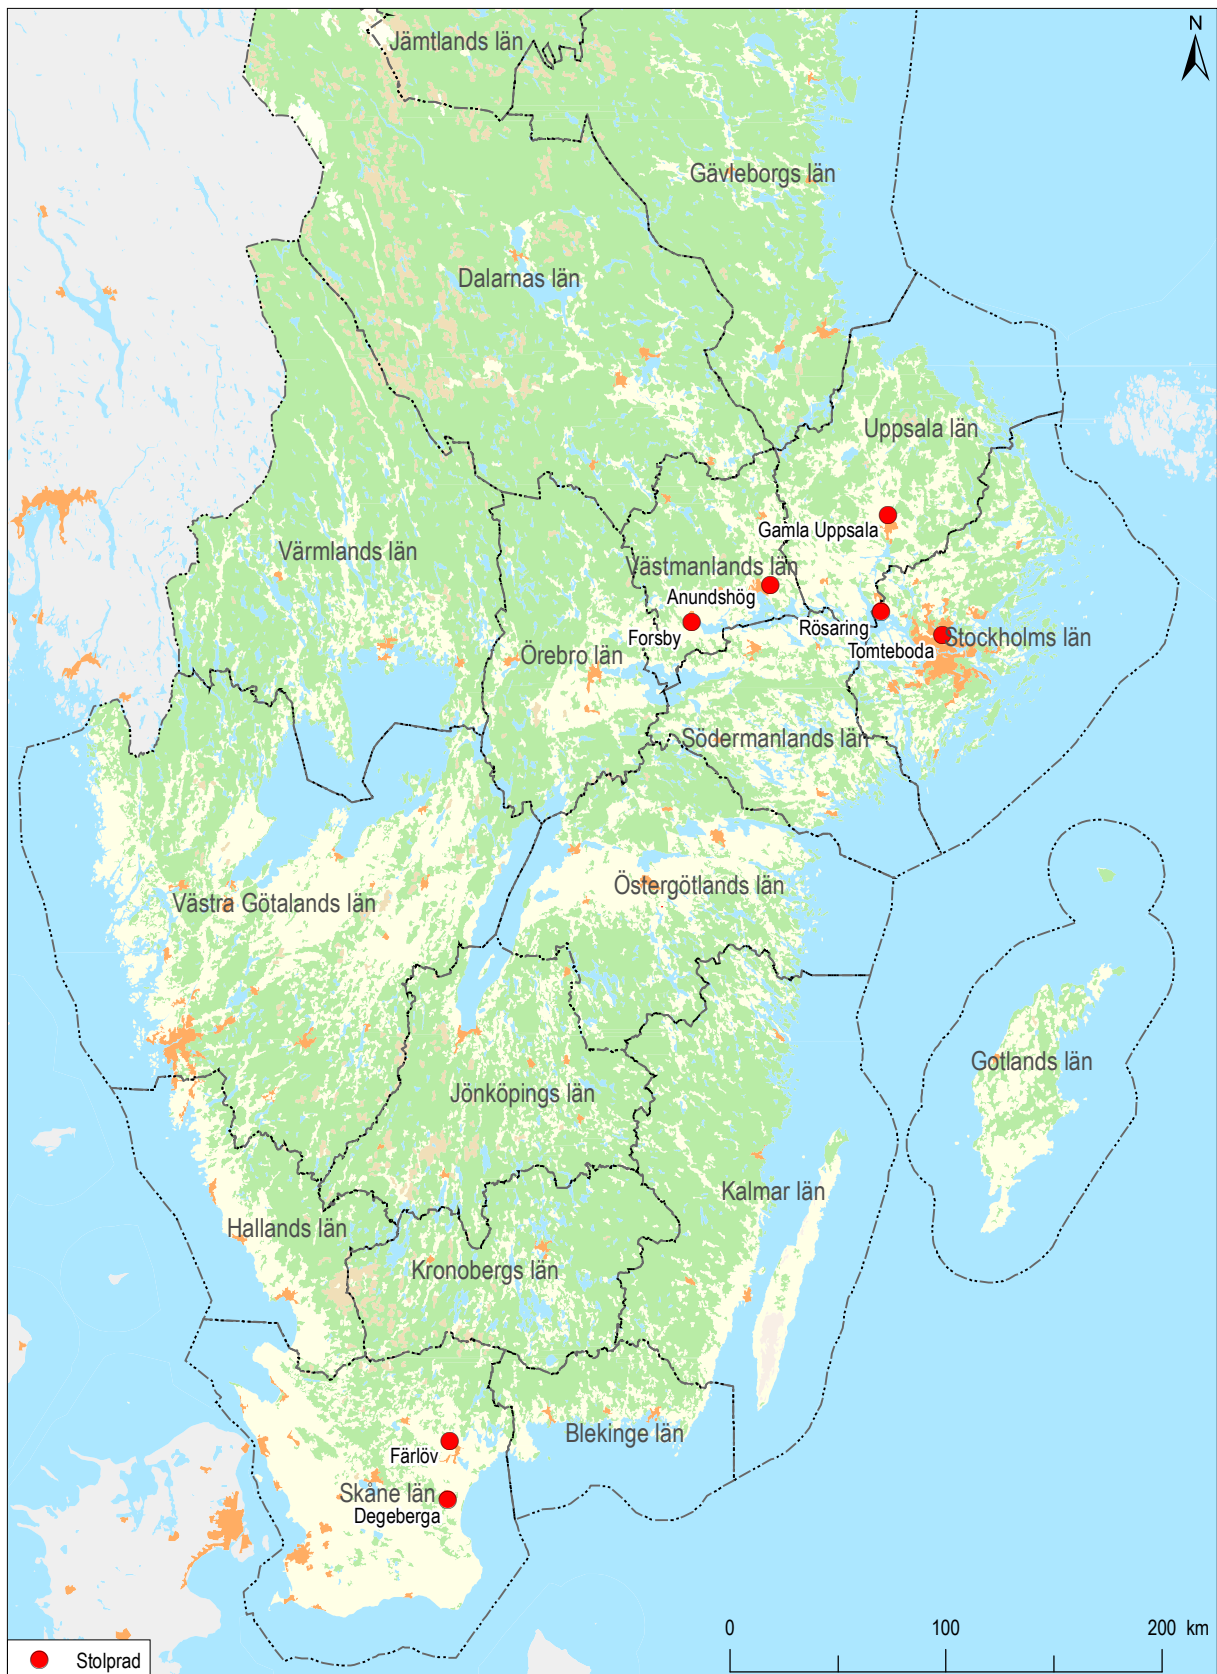 N
Jämtlands län
Gävleborgs län
Dalarnas län
Uppsala län
Gamla Uppsala
Värmlands län
Västmanlands län
Anundshög
Rösaring
Forsby
Stockholms län
Tomteboda
Örebro län
Södermanlands län
Östergötlands län
Västra Götalands län
Gotlands län
Jönköpings län
Kalmar län
Hallands län
Kronobergs län
Blekinge län
Färlöv
Skåne län
Degeberga
0 100 200 km
Stolprad